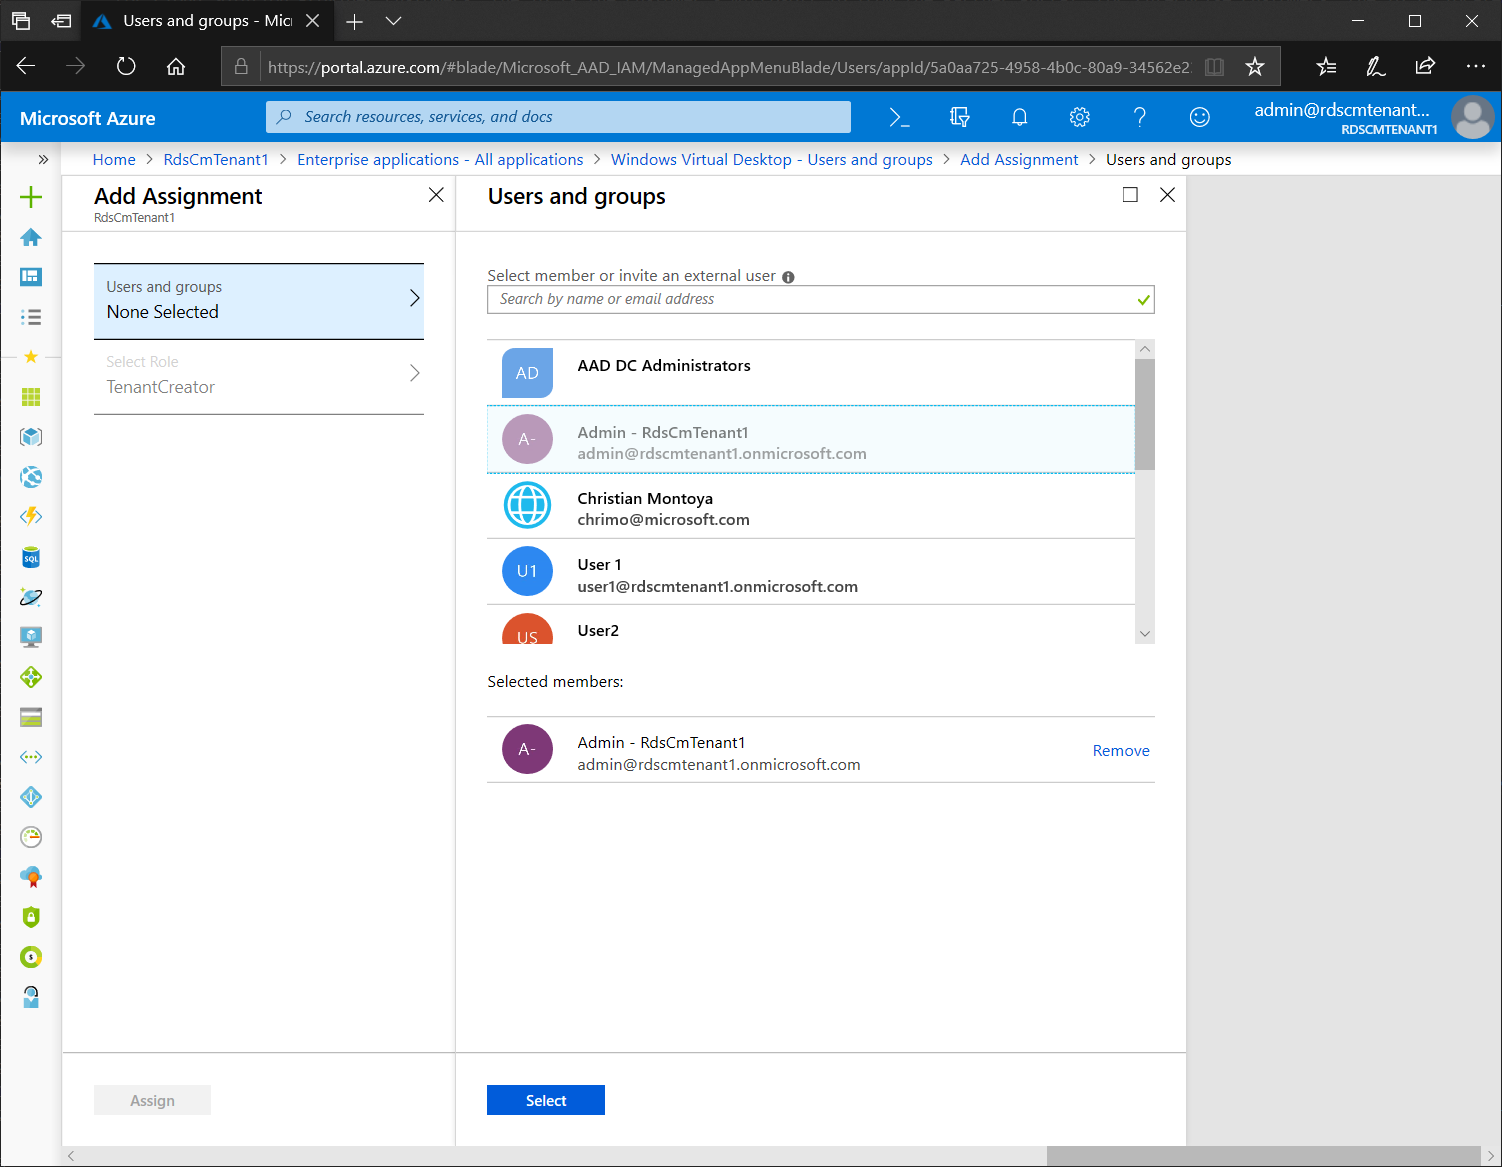 Users and groups - Mic
https://portal.azure.com/#blade/Microsoft_AAD_IAM/ManagedAppMenuBlade/Users/appId/5a0aa725-4958-4b0c-80a9-34562e2
Microsoft Azure
Search resources, services, and docs
admin@rdscmtenant...
RDSCMTENANT1
Home > RdsCmTenant1 > Enterprise applications - All applications > Windows Virtual Desktop - Users and groups > Add Assignment > Users and groups
Add Assignment
RdsCmTenant1
Users and groups
None Selected
Select Role
TenantCreator
Assign
Users and groups
Select member or invite an external user
Search by name or email address
AD
AAD DC Administrators
A-
Admin - RdsCmTenant1
admin@rdscmtenant1.onmicrosoft.com
Christian Montoya
chrimo@microsoft.com
U1
User 1
user1@rdscmtenant1.onmicrosoft.com
US
User2
Selected members:
A-
Admin - RdsCmTenant1
admin@rdscmtenant1.onmicrosoft.com
Remove
Select
SQL